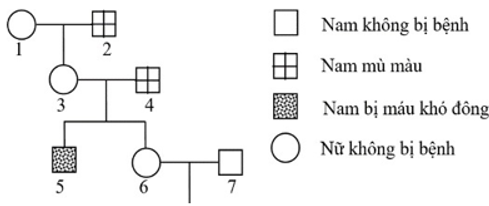 1
2
3
4
5
6
7
Nam không bị bệnh
Nam mù màu
Nam bị máu khó đông
Nữ không bị bệnh